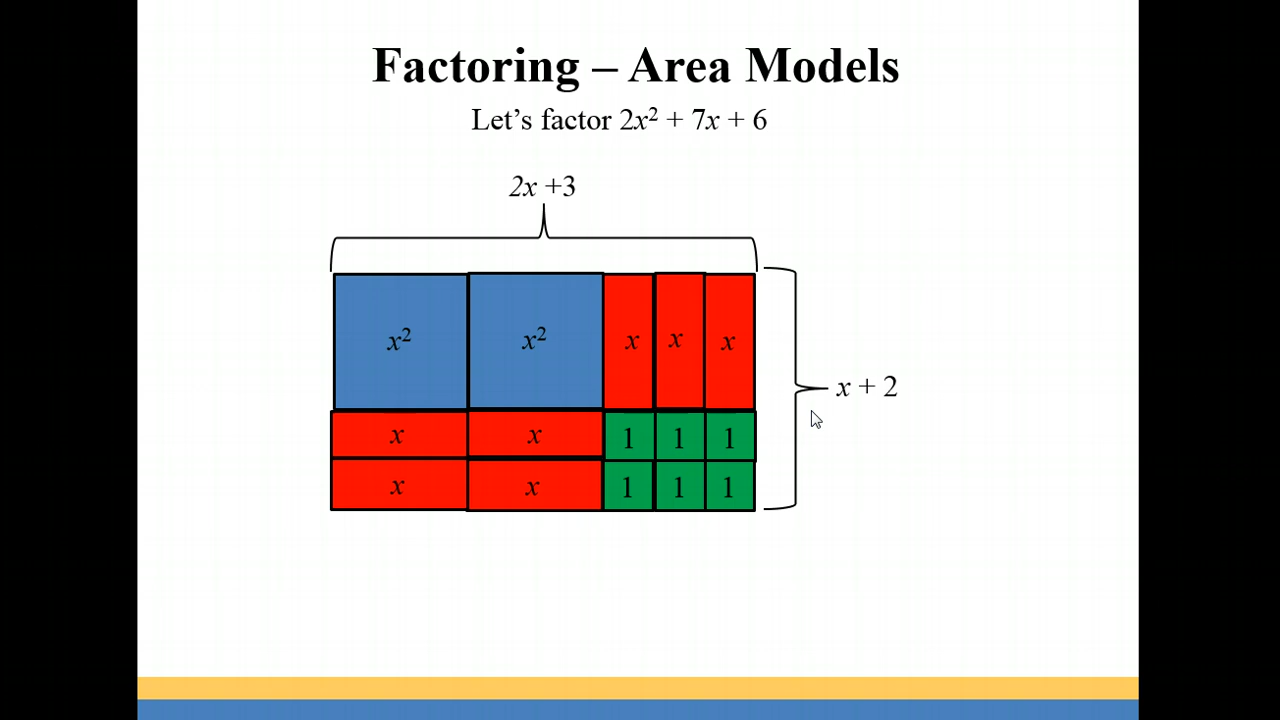 Factoring – Area Models
Let’s factor 2x² + 7x + 6
2x +3
x² x² x x x
x + 2
x x 1 1 1
x x 1 1 1